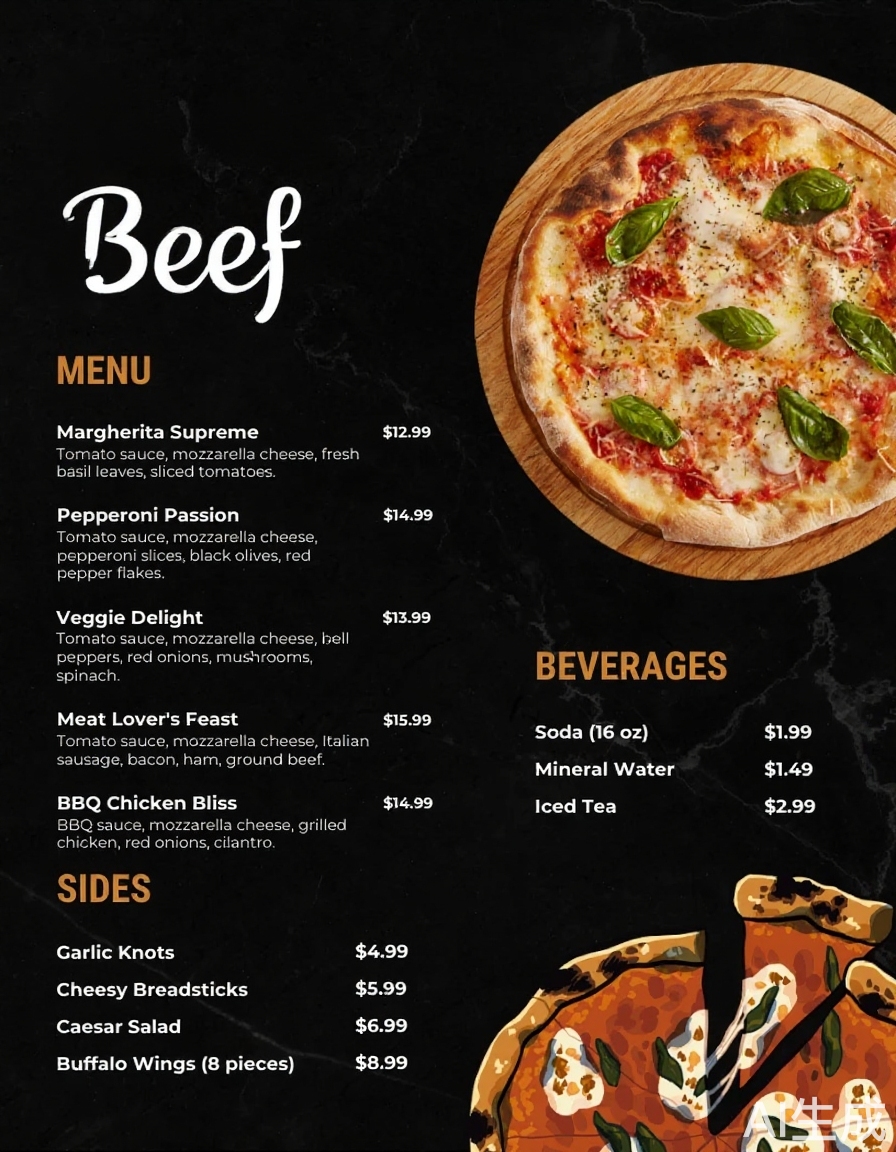 Beef
MENU
Margherita Supreme $12.99
Tomato sauce, mozzarella cheese, fresh
basil leaves, sliced tomatoes.
Pepperoni Passion $14.99
Tomato sauce, mozzarella cheese,
pepperoni slices, black olives, red
pepper flakes.
Veggie Delight $13.99
Tomato sauce, mozzarella cheese, bell
peppers, red onions, mushrooms,
spinach.
Meat Lover's Feast $15.99
Tomato sauce, mozzarella cheese, Italian
sausage, bacon, ham, ground beef.
BBQ Chicken Bliss $14.99
BBQ sauce, mozzarella cheese, grilled
chicken, red onions, cilantro.
SIDES
Garlic Knots $4.99
Cheesy Breadsticks $5.99
Caesar Salad $6.99
Buffalo Wings (8 pieces) $8.99
BEVERAGES
Soda (16 oz) $1.99
Mineral Water $1.49
Iced Tea $2.99
AI生成